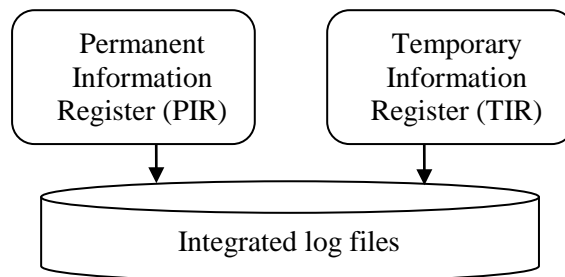 Permanent
Information
Register (PIR)
Temporary
Information
Register (TIR)
Integrated log files